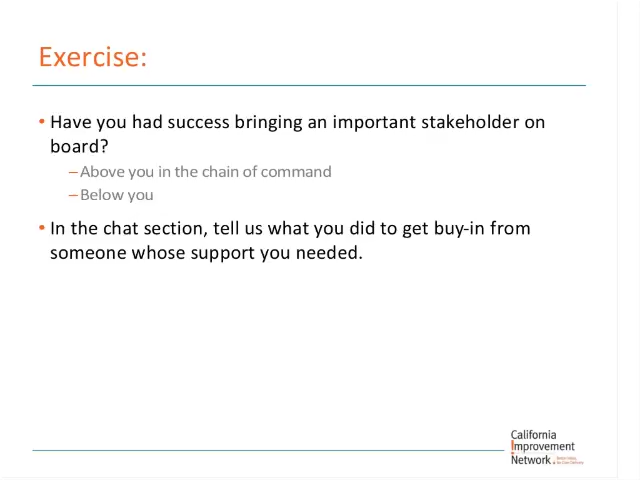 Exercise:
• Have you had success bringing an important stakeholder on
board?
–Above you in the chain of command
–Below you
• In the chat section, tell us what you did to get buy-in from
someone whose support you needed.
California
Improvement
Network